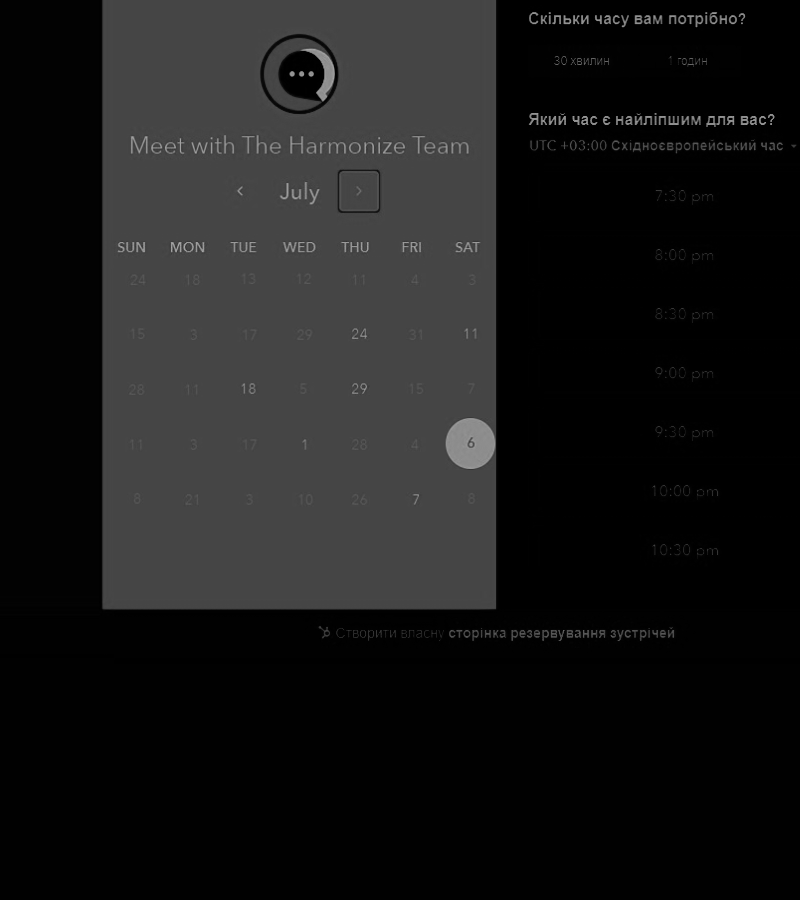 Meet with The Harmonize Team
July
SUN MON TUE WED THU FRI SAT
24 18 13 12 11 4 3
15 3 17 29 24 31 11
28 11 18 5 29 15 7
11 3 17 1 28 4 6
8 21 3 10 26 7 8
Скільки часу вам потрібно?
30 хвилин 1 годин
Який час є найліпшим для вас?
UTC +03:00 Східноєвропейський час
7:30 pm
8:00 pm
8:30 pm
9:00 pm
9:30 pm
10:00 pm
10:30 pm
Створити власну сторінка резервування зустрічей